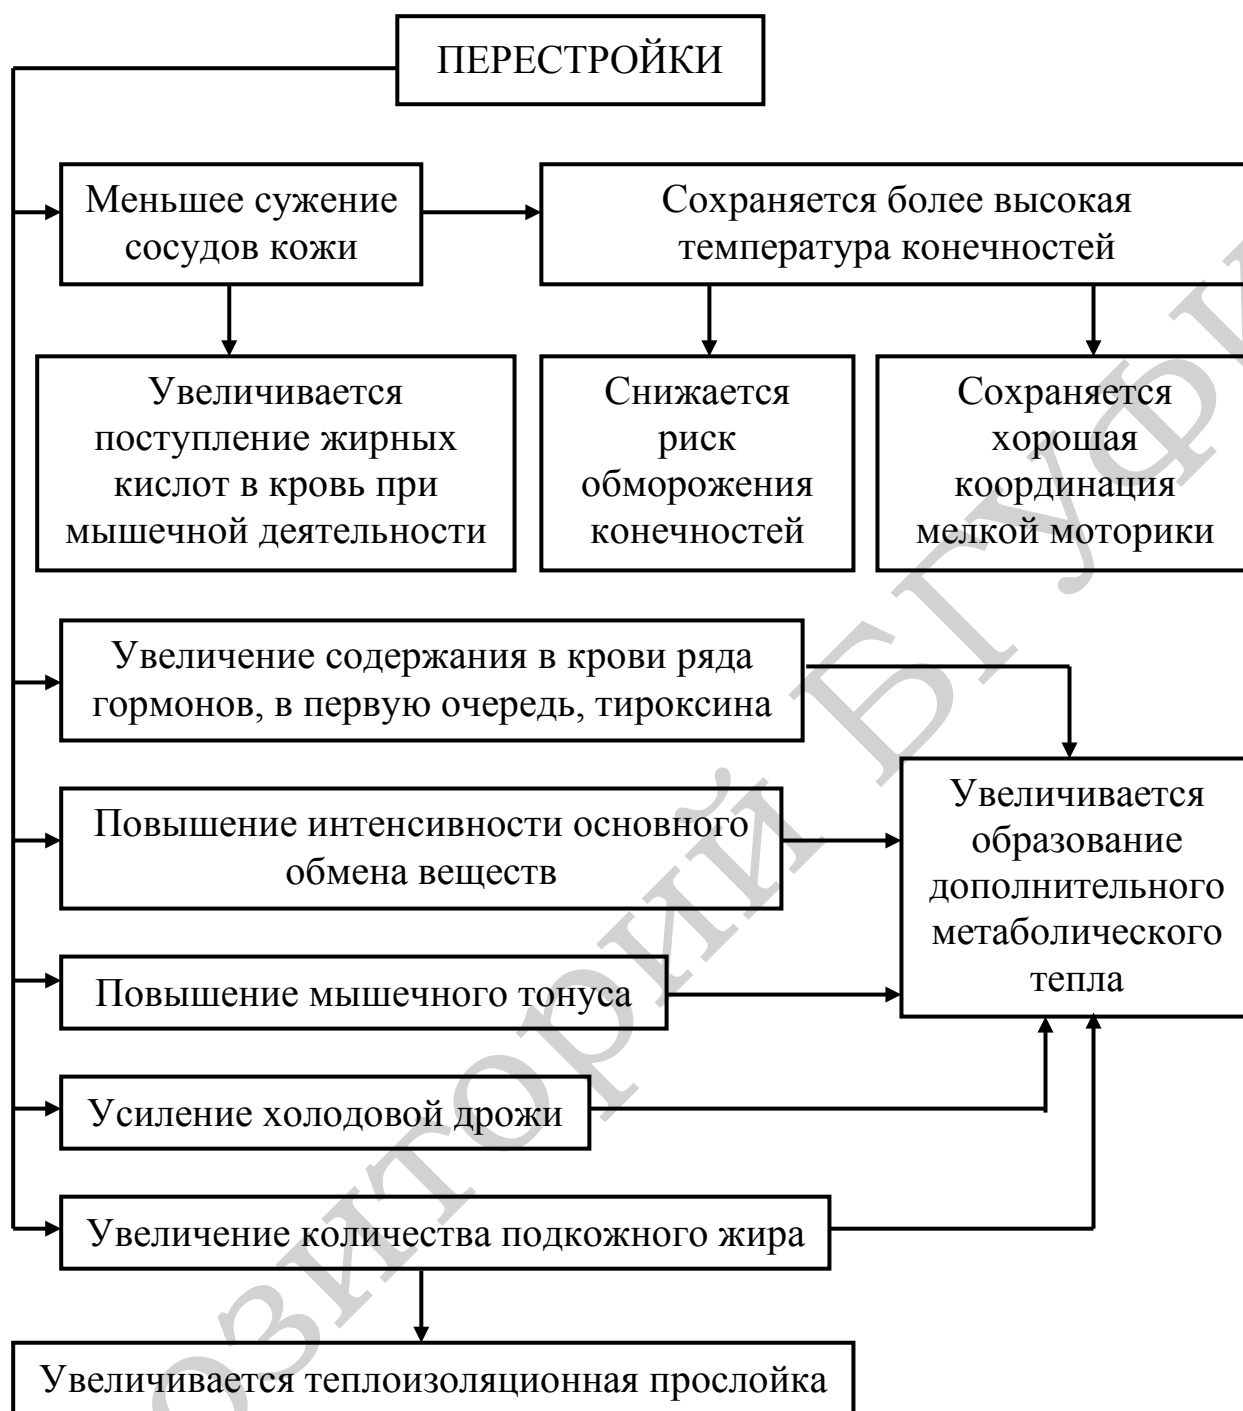 ПЕРЕСТРОЙКИ
Меньшее сужение
сосудов кожи
Сохраняется более высокая
температура конечностей
Увеличивается
поступление жирных
кислот в кровь при
мышечной деятельности
Снижается
риск
обморожения
конечностей
Сохраняется
хорошая
координация
мелкой моторики
Увеличение содержания в крови ряда
гормонов, в первую очередь, тироксина
Повышение интенсивности основного
обмена веществ
Повышение мышечного тонуса
Усиление холодовой дрожи
Увеличение количества подкожного жира
Увеличивается
образование
дополнительного
метаболического
тепла
Увеличивается теплоизоляционная прослойка
озиторий БГУФК